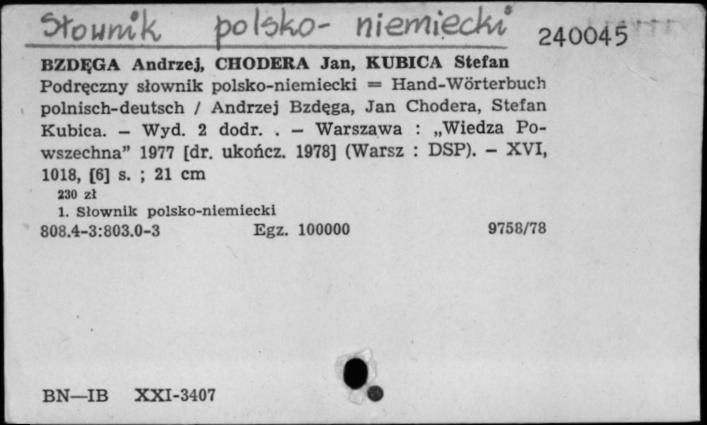 Słownik polsko-niemiecki 240045
BZDĘGA Andrzej, CHODERA Jan, KUBICA Stefan
Podręczny słownik polsko-niemiecki = Hand-Wörterbuch
polnisch-deutsch / Andrzej Bzdęga, Jan Chodera, Stefan
Kubica. — Wyd. 2 dodr. . — Warszawa : „Wiedza Po-
wszechna” 1977 [dr. ukończ. 1978] (Warsz : DSP). — XVI,
1018, [6] s. ; 21 cm
230 zł
1. Słownik polsko-niemiecki
808.4-3:803.0-3 Egz. 100000 9758/78
BN—IB XXI-3407